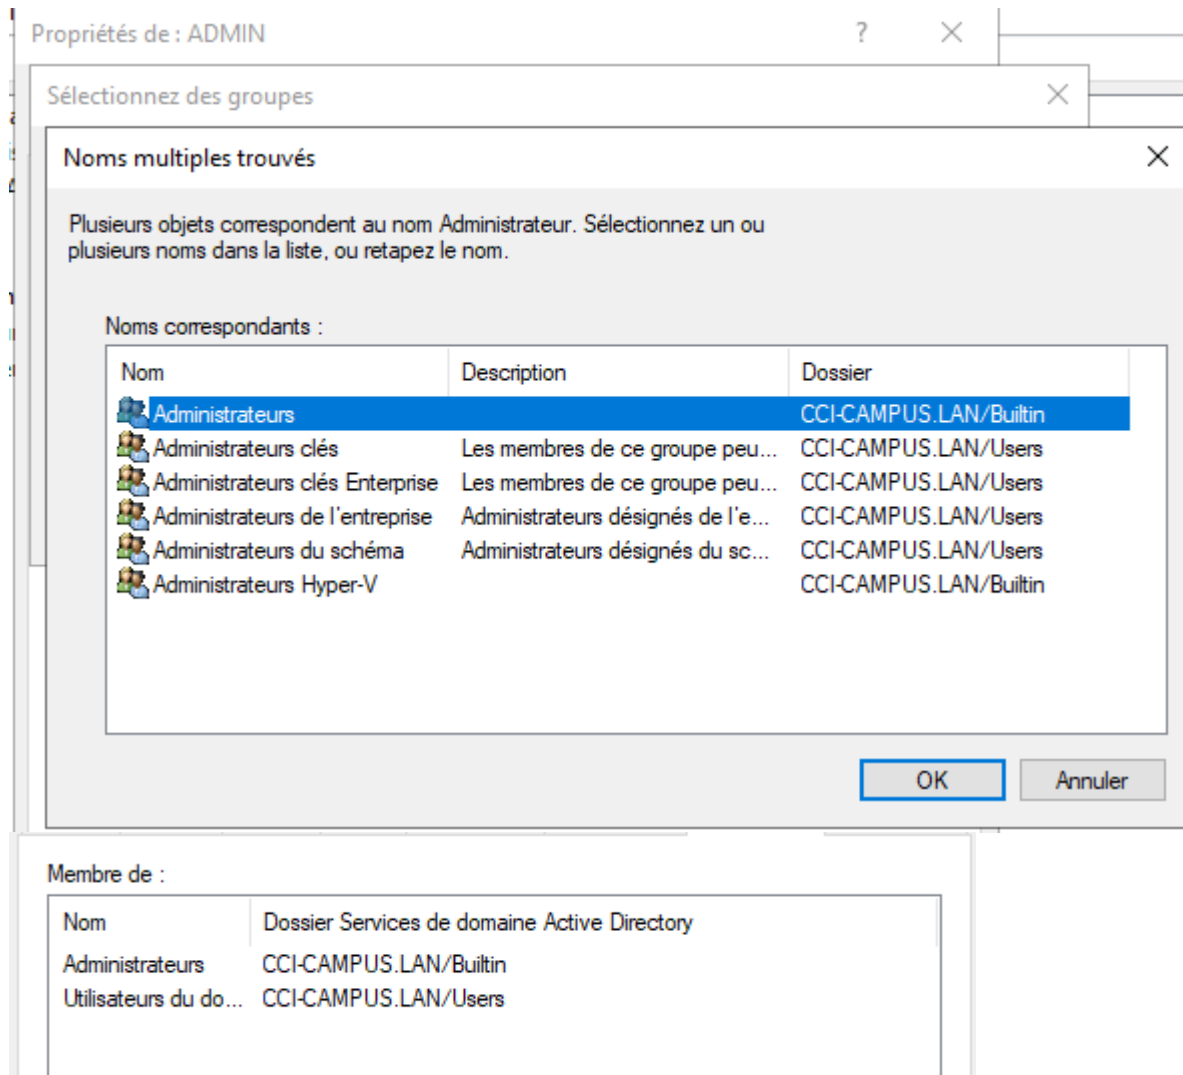 Propriétés de : ADMIN ?
Sélectionnez des groupes
Noms multiples trouvés
Plusieurs objets correspondent au nom Administrateur. Sélectionnez un ou
plusieurs noms dans la liste, ou retapez le nom.
Noms correspondants :
Nom Description Dossier
Administrateurs CCI-CAMPUS.LAN/Builtin
Administrateurs clés Les membres de ce groupe peu... CCI-CAMPUS.LAN/Users
Administrateurs clés Enterprise Les membres de ce groupe peu... CCI-CAMPUS.LAN/Users
Administrateurs de l'entreprise Administrateurs désignés de l'e... CCI-CAMPUS.LAN/Users
Administrateurs du schéma Administrateurs désignés du sc... CCI-CAMPUS.LAN/Users
Administrateurs Hyper-V CCI-CAMPUS.LAN/Builtin
OK Annuler
Membre de :
Nom Dossier Services de domaine Active Directory
Administrateurs CCI-CAMPUS.LAN/Builtin
Utilisateurs du do... CCI-CAMPUS.LAN/Users